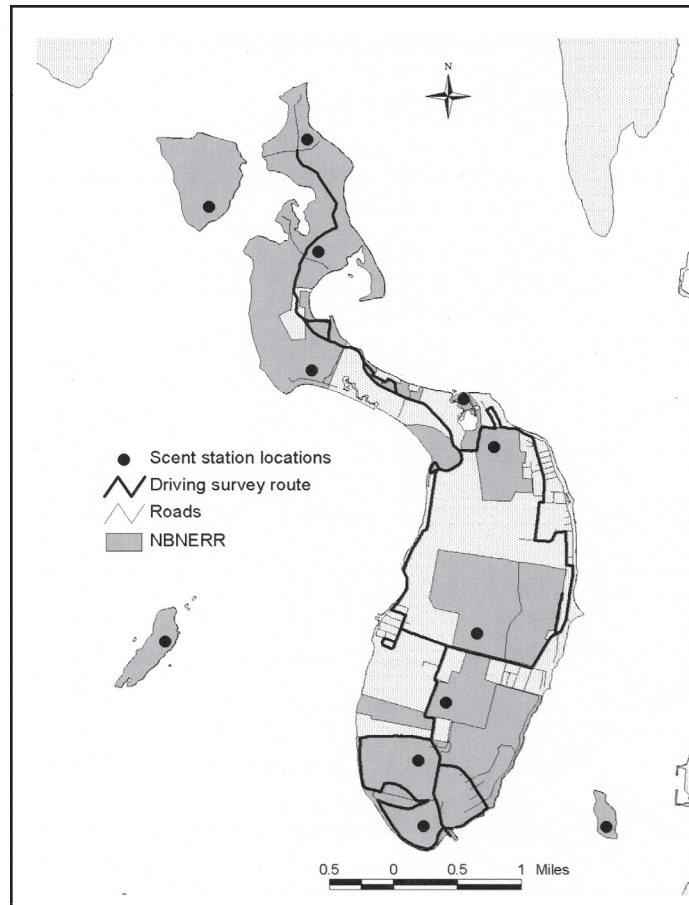 N
Scent station locations
Driving survey route
Roads
NBNERR
0.5 0 0.5 1 Miles